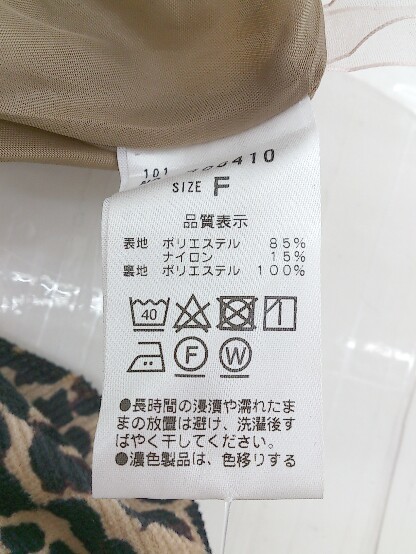 SIZE F
品質表示
表地 ポリエステル 85%
ナイロン 15%
裏地 ポリエステル 100%
40
F W
●長時間の浸漬や濡れたま
まの放置は避け、洗濯後す
ばやく干してください。
●濃色製品は、色移りする